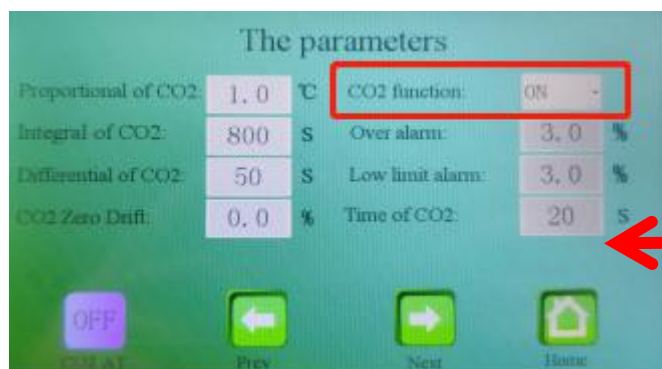 The parameters
Proportional of CO2: 1.0 ℃ CO2 function: ON
Integral of CO2: 800 S Over alarm: 3.0 %
Differential of CO2: 50 S Low limit alarm: 3.0 %
CO2 Zero Drift: 0.0 % Time of CO2: 20 S
OFF
CO2 AT Prev Next Home